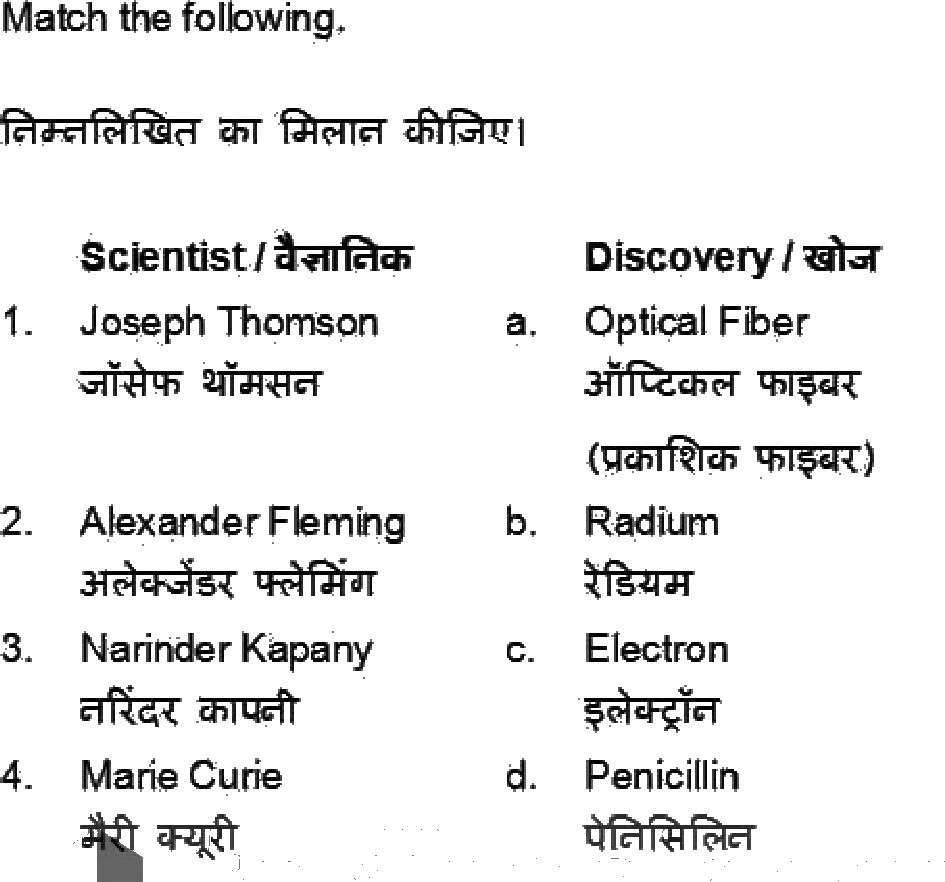 Match the following.
निम्नलिखित का मिलान कीजिए।
Scientist / वैज्ञानिक Discovery / खोज
1. Joseph Thomson a. Optical Fiber
जॉसेफ थॉमसन ऑप्टिकल फाइबर
(प्रकाशिक फाइबर)
2. Alexander Fleming b. Radium
अलेक्जेंडर फ्लेमिंग रेडियम
3. Narinder Kapany c. Electron
नरिंदर कापनी इलेक्ट्रॉन
4. Marie Curie d. Penicillin
मैरी क्यूरी पेनिसिलिन